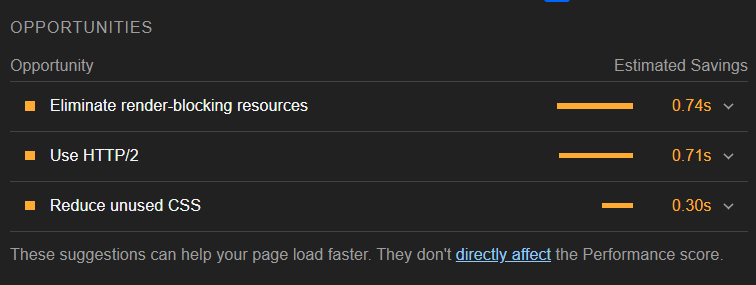 OPPORTUNITIES
Opportunity Estimated Savings
Eliminate render-blocking resources 0.74s
Use HTTP/2 0.71s
Reduce unused CSS 0.30s
These suggestions can help your page load faster. They don't directly affect the Performance score.